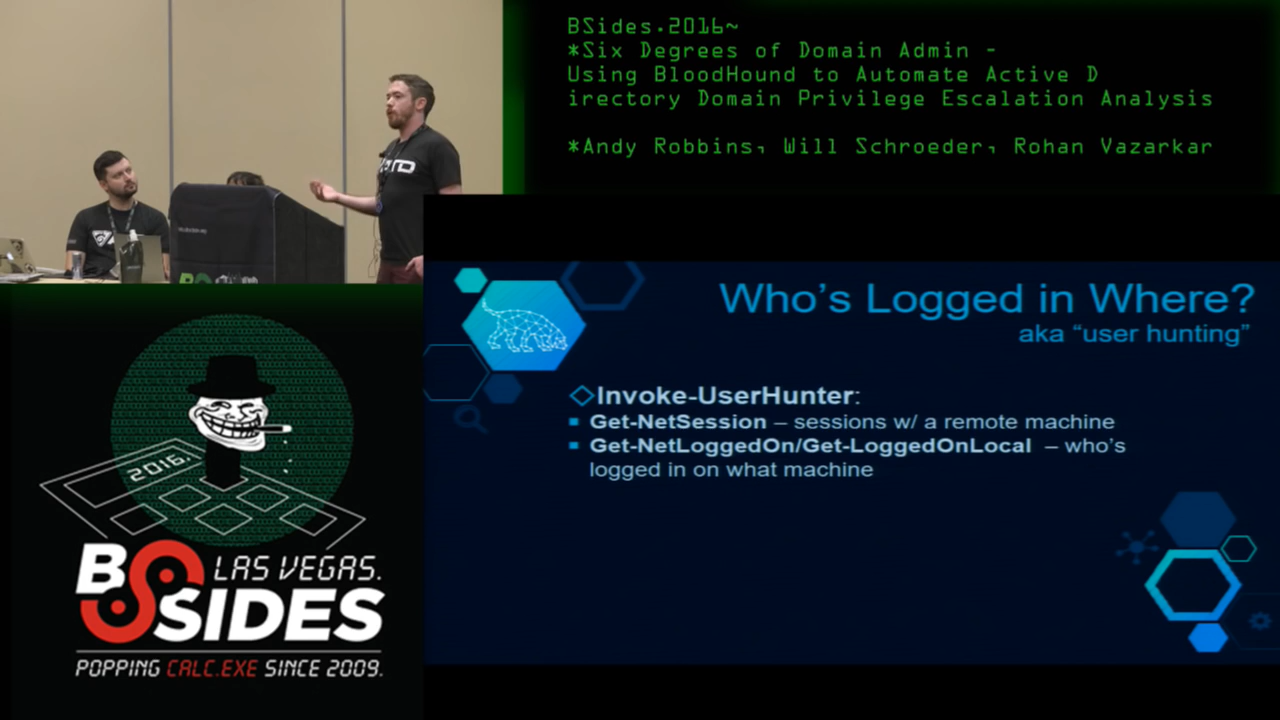 BSides.2016~
*Six Degrees of Domain Admin -
Using BloodHound to Automate Active D
irectory Domain Privilege Escalation Analysis
*Andy Robbins, Will Schroeder, Rohan Vazarkar
Who's Logged in Where?
aka "user hunting"
Invoke-UserHunter:
Get-NetSession – sessions w/ a remote machine
Get-NetLoggedOn/Get-LoggedOnLocal – who's
logged in on what machine
2016.
BSIDES
LAS VEGAS.
POPPING CALC.EXE SINCE 2009.